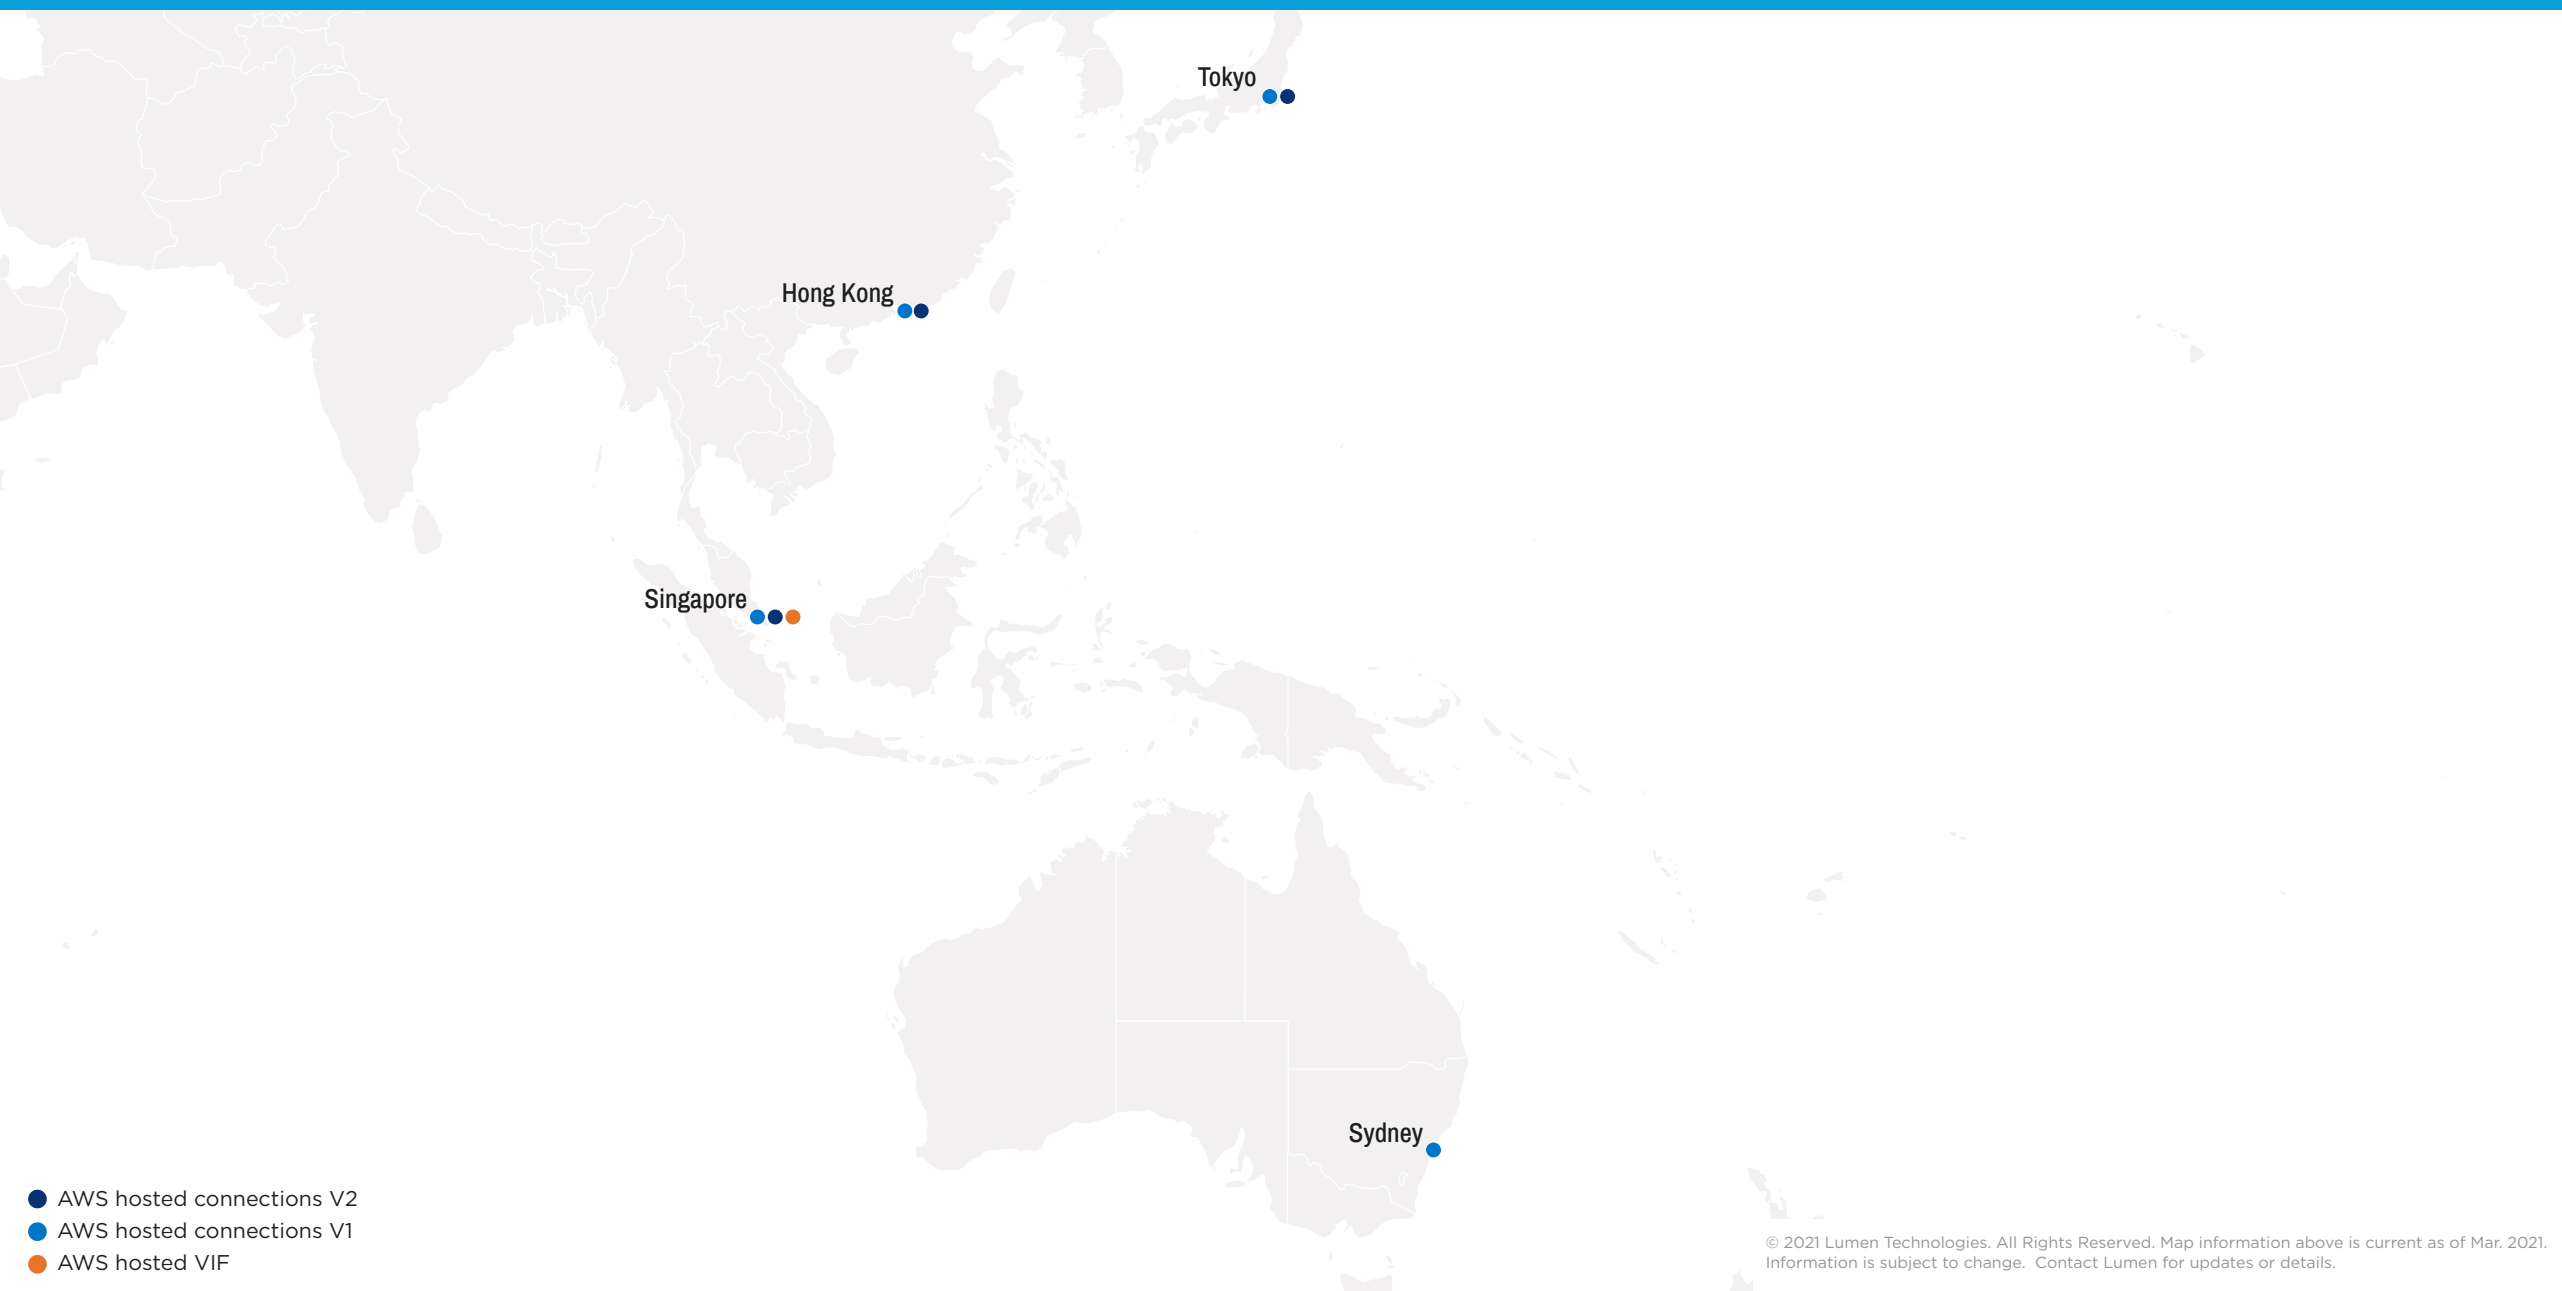 Tokyo
Hong Kong
Singapore
Sydney
AWS hosted connections V2
AWS hosted connections V1
AWS hosted VIF
© 2021 Lumen Technologies. All Rights Reserved. Map information above is current as of Mar. 2021.
Information is subject to change.  Contact Lumen for updates or details.